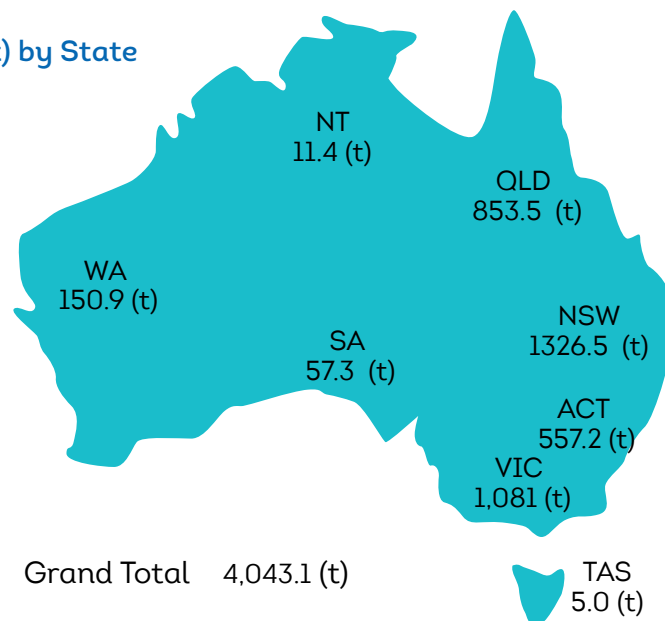 ) by State
NT
11.4 (t)
QLD
853.5 (t)
WA
150.9 (t)
NSW
1326.5 (t)
SA
57.3 (t)
ACT
557.2 (t)
VIC
1,081 (t)
Grand Total 4,043.1 (t)
TAS
5.0 (t)